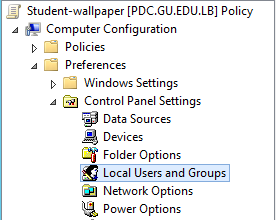 Student-wallpaper [PDC.GU.EDU.LB] Policy
Computer Configuration
Policies
Preferences
Windows Settings
Control Panel Settings
Data Sources
Devices
Folder Options
Local Users and Groups
Network Options
Power Options